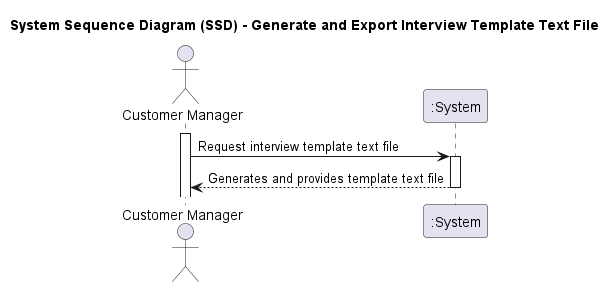 System Sequence Diagram (SSD) - Generate and Export Interview Template Text File
Customer Manager
:System
Request interview template text file
Generates and provides template text file
Customer Manager
:System